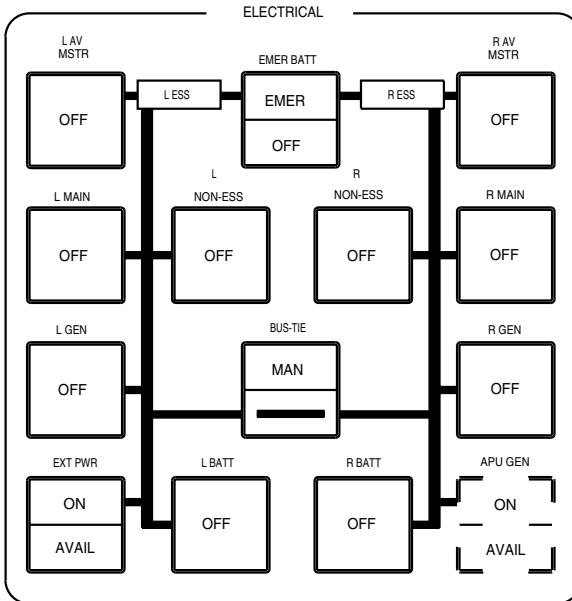 ELECTRICAL
L AV
MSTR
EMER BATT
R AV
MSTR
OFF
L ESS
EMER
OFF
R ESS
OFF
L MAIN
L
NON-ESS
R
NON-ESS
R MAIN
OFF
OFF
OFF
OFF
L GEN
BUS-TIE
R GEN
OFF
MAN
OFF
EXT PWR
L BATT
R BATT
APU GEN
ON
AVAIL
OFF
OFF
ON
AVAIL